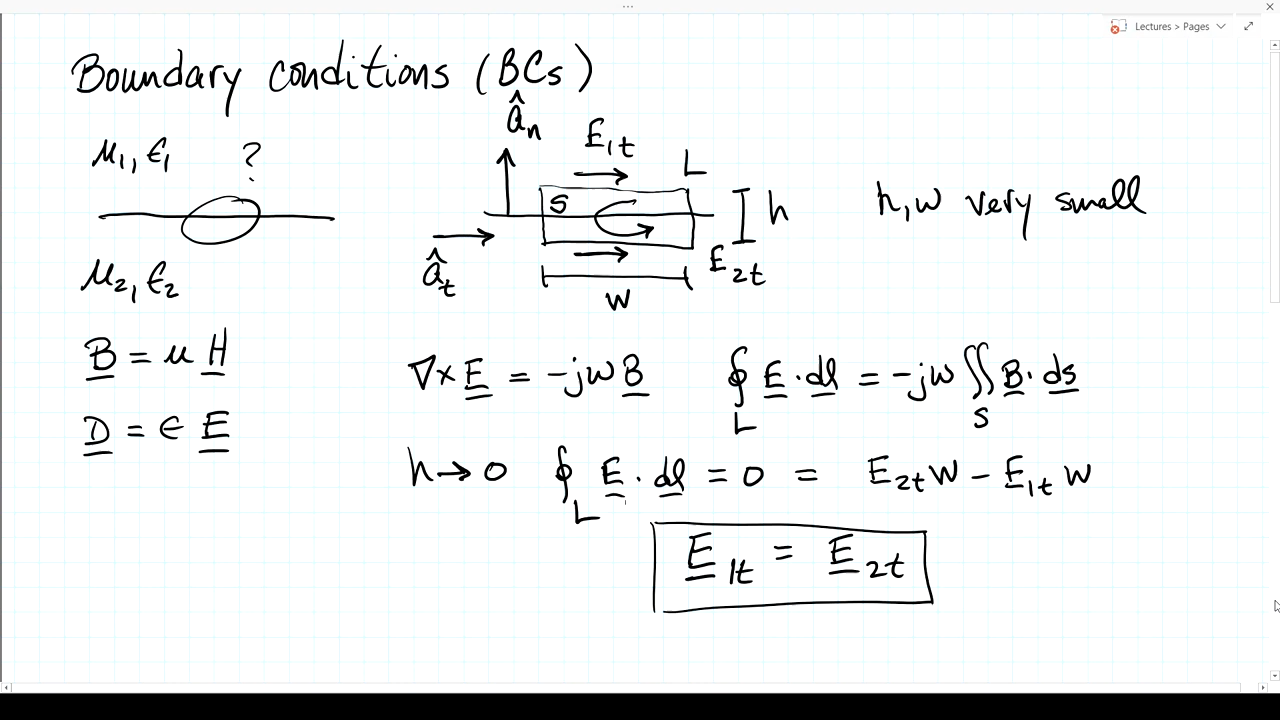 Lectures > Pages
Boundary conditions (BCs)
μ₁, ϵ₁ ?
μ₂, ϵ₂
B = μ H
D = ϵ E
â_n
E₁t
L
S
h
â_t
E₂t
w
h, w very small
∇ × E = -jωB ∮_L E · dl = -jω ∬_S B · ds
h → 0 ∮_L E · dl = 0 = E₂t w - E₁t w
E₁t = E₂t